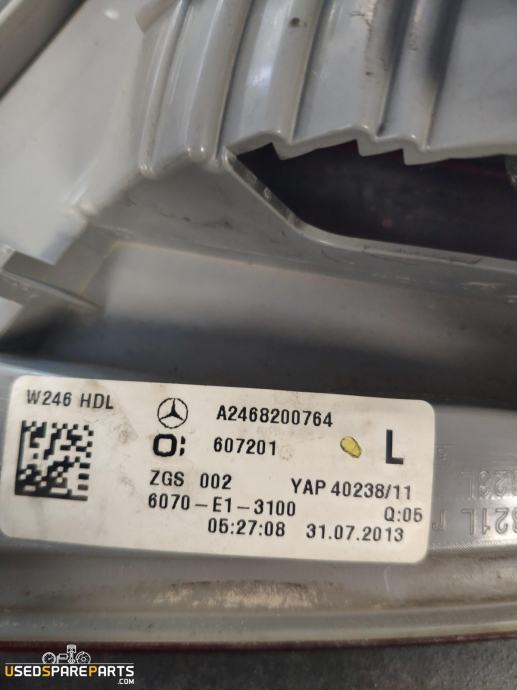 W246 HDL
A2468200764
607201
L
ZGS 002 YAP 40238/11
6070-E1-3100 Q:05
05:27:08 31.07.2013
USEDSPAREPARTS
.COM